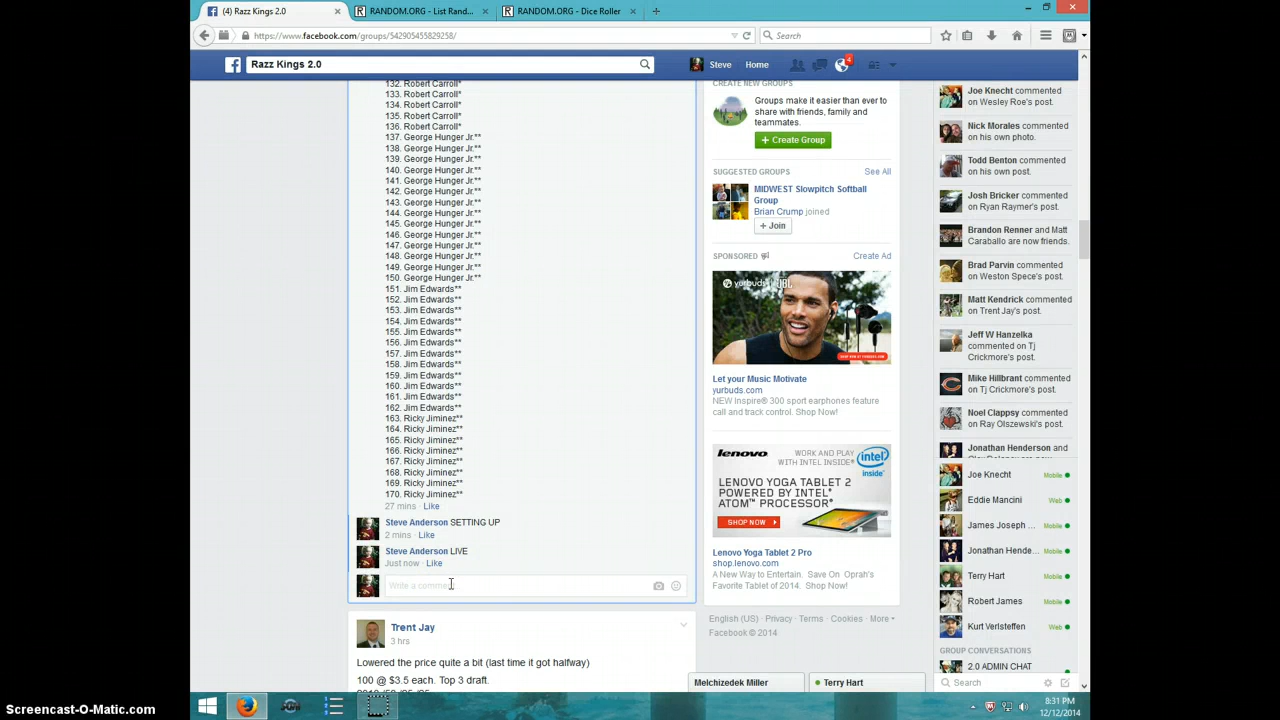 (4) Razz Kings 2.0
RANDOM.ORG - List Rand...
RANDOM.ORG - Dice Roller
https://www.facebook.com/groups/542905455829258/
Search
Razz Kings 2.0
Steve
Home
4
132. Robert Carroll*
133. Robert Carroll*
134. Robert Carroll*
135. Robert Carroll*
136. Robert Carroll*
137. George Hunger Jr.**
138. George Hunger Jr.**
139. George Hunger Jr.**
140. George Hunger Jr.**
141. George Hunger Jr.**
142. George Hunger Jr.**
143. George Hunger Jr.**
144. George Hunger Jr.**
145. George Hunger Jr.**
146. George Hunger Jr.**
147. George Hunger Jr.**
148. George Hunger Jr.**
149. George Hunger Jr.**
150. George Hunger Jr.**
151. Jim Edwards**
152. Jim Edwards**
153. Jim Edwards**
154. Jim Edwards**
155. Jim Edwards**
156. Jim Edwards**
157. Jim Edwards**
158. Jim Edwards**
159. Jim Edwards**
160. Jim Edwards**
161. Jim Edwards**
162. Jim Edwards**
163. Ricky Jiminez**
164. Ricky Jiminez**
165. Ricky Jiminez**
166. Ricky Jiminez**
167. Ricky Jiminez**
168. Ricky Jiminez**
169. Ricky Jiminez**
170. Ricky Jiminez**
27 mins Like
Steve Anderson SETTING UP
2 mins · Like
Steve Anderson LIVE
Just now · Like
Write a comment...
Trent Jay
3 hrs
Lowered the price quite a bit (last time it got halfway)
100 @ $3.5 each. Top 3 draft.
CREATE NEW GROUPS
Groups make it easier than ever to
share with friends, family and
teammates.
+ Create Group
SUGGESTED GROUPS
See All
MIDWEST Slowpitch Softball
Group
Brian Crump joined
+ Join
SPONSORED
Create Ad
yurbuds JBL
Let your Music Motivate
yurbuds.com
NEW Inspire® 300 sport earphones feature
call and track control. Shop Now!
lenovo
WORK AND PLAY
WITH INTEL INSIDE®
intel
inside
LENOVO YOGA TABLET 2
POWERED BY INTEL®
ATOM™ PROCESSOR
SHOP NOW
Lenovo Yoga Tablet 2 Pro
shop.lenovo.com
A New Way to Entertain. Save On Oprah's
Favorite Tablet of 2014. Shop Now!
English (US) · Privacy · Terms · Cookies · More
Facebook © 2014
Melchizedek Miller
Terry Hart
Joe Knecht commented
on Wesley Roe's post.
Nick Morales commented
on his own photo.
Todd Benton commented
on his own post.
Josh Bricker commented
on Ryan Raymer's post.
Brandon Renner and Matt
Caraballo are now friends.
Brad Parvin commented
on Weston Spece's post.
Matt Kendrick commented
on Trent Jay's post.
Jeff W Hanzelka
commented on Tj
Crickmore's post.
Mike Hillbrant commented
on Tj Crickmore's post.
Noel Clappsy commented
on Ray Olszewski's post.
Jonathan Henderson and
Joe Knecht Mobile
Eddie Mancini Web
James Joseph ... Mobile
Jonathan Hende... Mobile
Terry Hart Mobile
Robert James Mobile
Kurt Verlsteffen Web
GROUP CONVERSATIONS
2.0 ADMIN CHAT
Search
8:31 PM
12/12/2014
Screencast-O-Matic.com